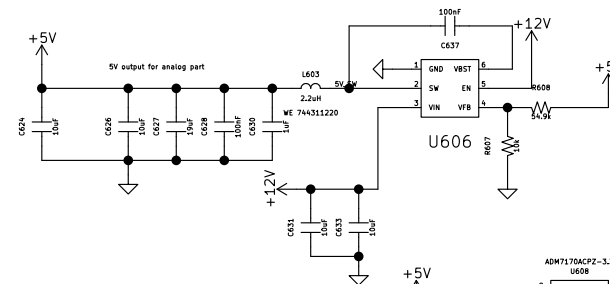 100nF
C637
+12V
+5V
5V output for analog part
L603
2.2uH
WE 744311220
5V_SW
1 GND VBST 6
2 SW EN 5
3 VIN VFB 4
U606
R608
54.9k
+5
R607
10k
C624
10uF
C626
10uF
C627
19uF
C628
100nF
C630
1uF
+12V
C631
10uF
C633
10uF
+5V
ADM7170ACPZ-3.
U608